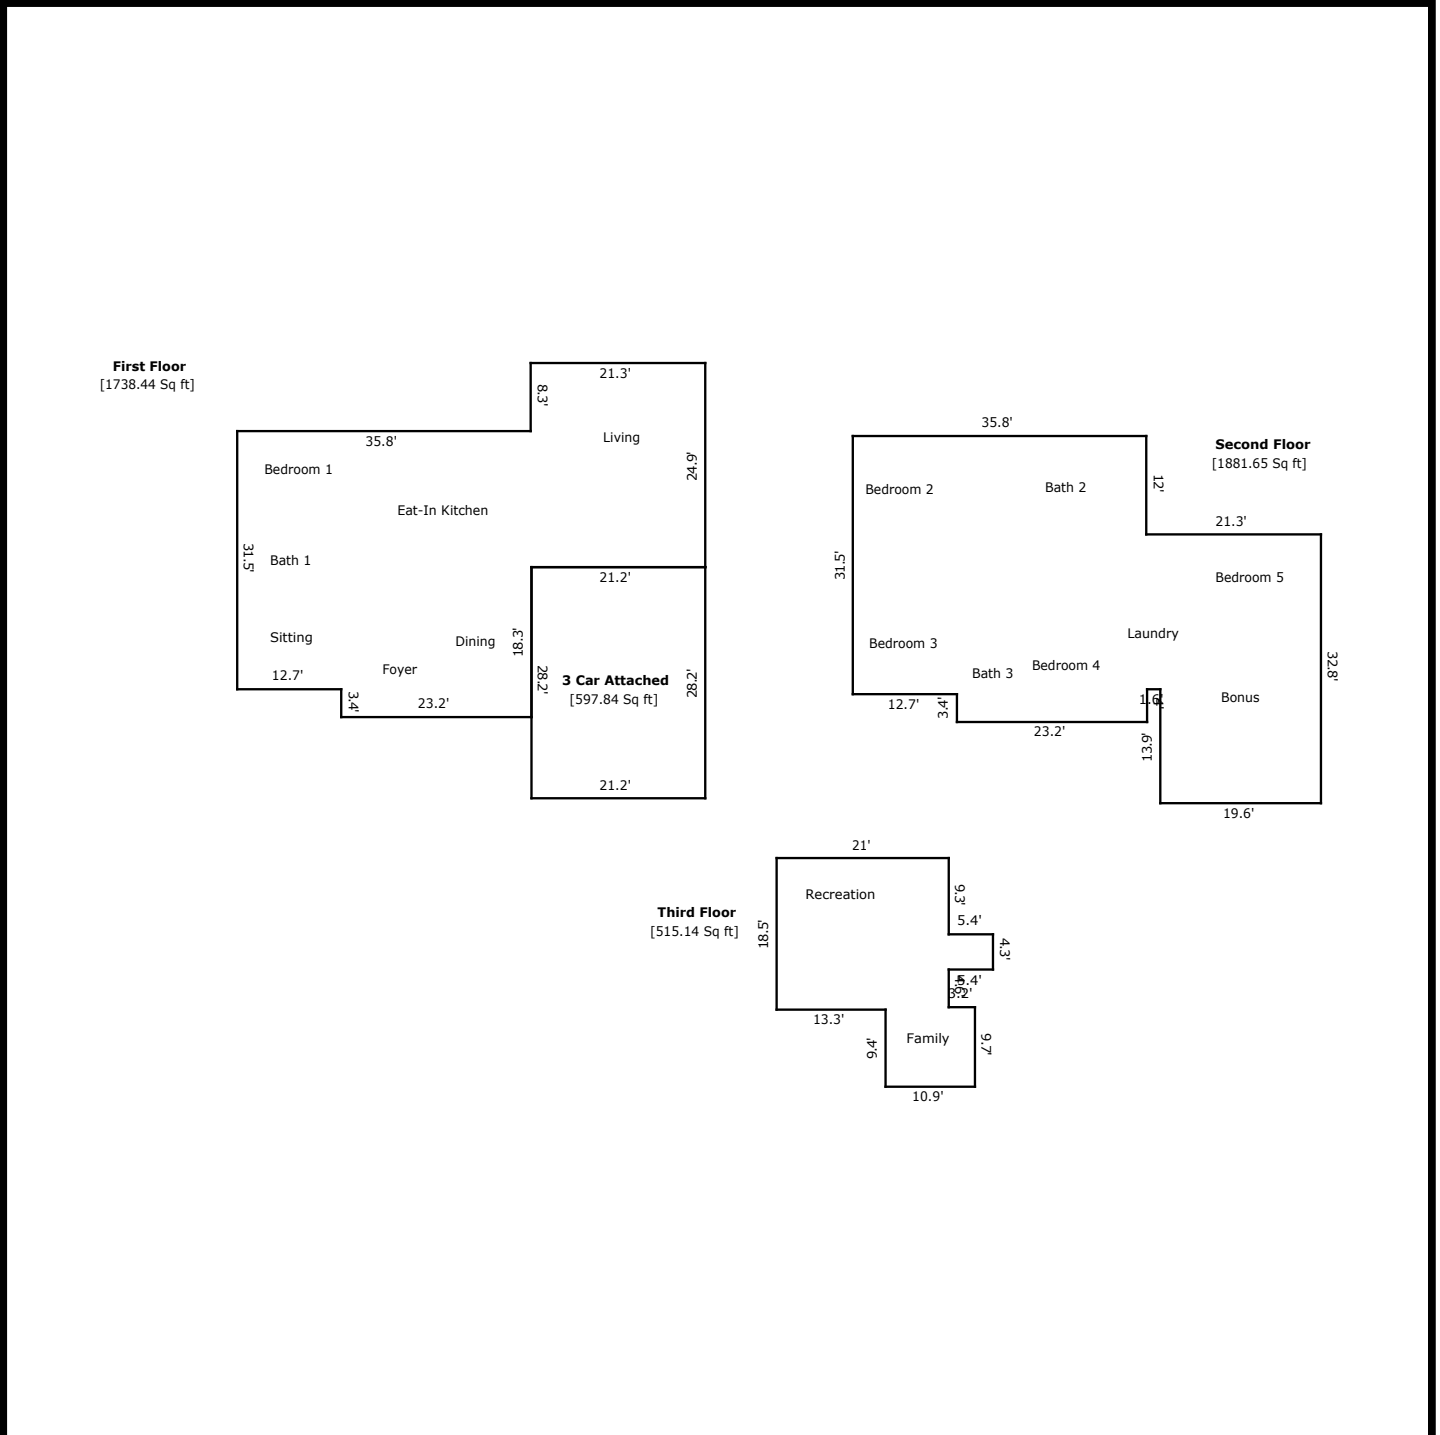 First Floor
[1738.44 Sq ft]
21.3'
8.3'
Living
35.8'
24.9'
Bedroom 1
Eat-In Kitchen
31.5'
Bath 1
21.2'
Sitting
Dining
18.3'
Foyer
12.7'
3.4'
23.2'
28.2'
3 Car Attached
[597.84 Sq ft]
28.2'
21.2'
35.8'
Second Floor
[1881.65 Sq ft]
Bedroom 2
Bath 2
12'
21.3'
31.5'
Bedroom 5
Bedroom 3
Laundry
Bath 3
Bedroom 4
32.8'
12.7'
3.4'
1.6'
Bonus
23.2'
13.9'
19.6'
21'
Recreation
9.3'
Third Floor
[515.14 Sq ft]
18.5'
5.4'
4.3'
5.4'
3.2'
13.3'
Family
9.4'
9.7'
10.9'